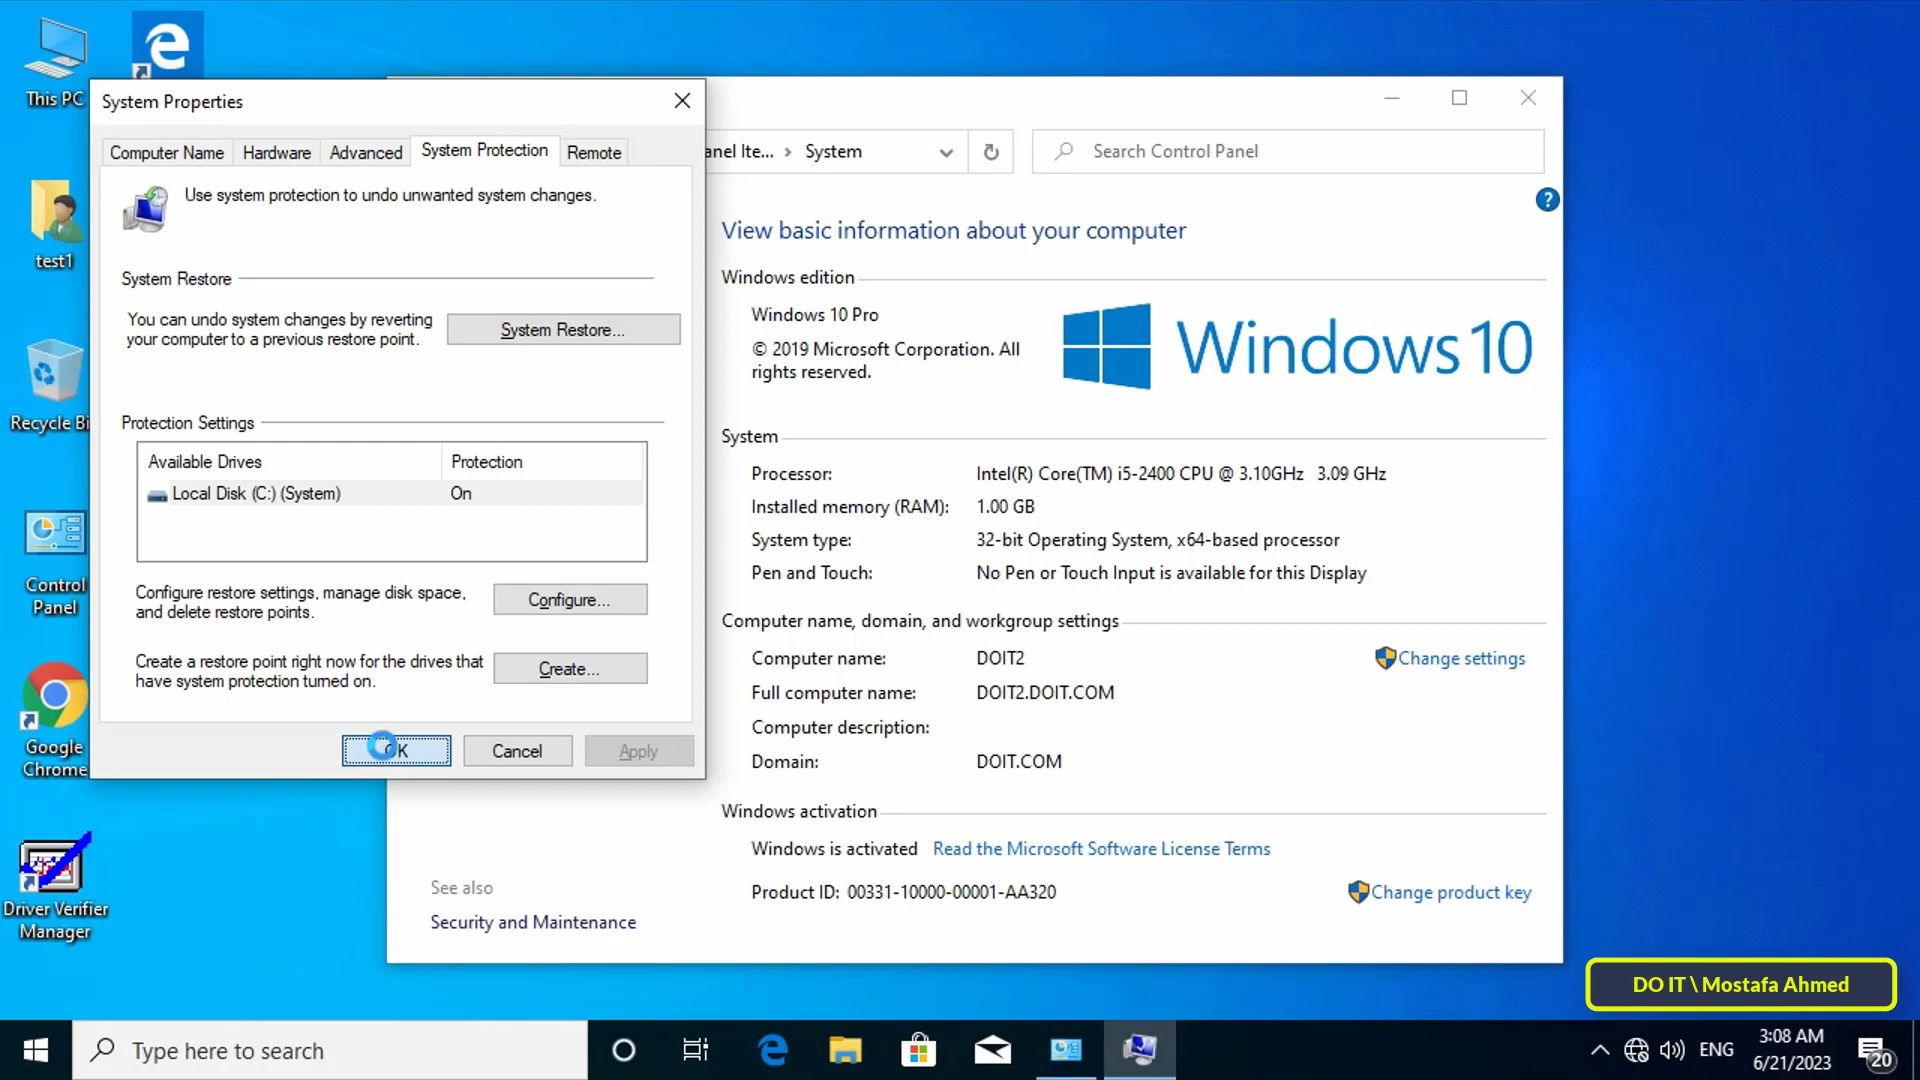 This PC
test1
Recycle Bi
Control
Panel
Google
Chrome
Driver Verifier
Manager
System Properties
Computer Name
Hardware
Advanced
System Protection
Remote
Use system protection to undo unwanted system changes.
System Restore
You can undo system changes by reverting
your computer to a previous restore point.
System Restore...
Protection Settings
Available Drives
Protection
Local Disk (C:) (System)
On
Configure restore settings, manage disk space,
and delete restore points.
Configure...
Create a restore point right now for the drives that
have system protection turned on.
Create...
OK
Cancel
Apply
anel Ite... › System
Search Control Panel
?
View basic information about your computer
Windows edition
Windows 10 Pro
© 2019 Microsoft Corporation. All
rights reserved.
Windows 10
System
Processor: Intel(R) Core(TM) i5-2400 CPU @ 3.10GHz 3.09 GHz
Installed memory (RAM): 1.00 GB
System type: 32-bit Operating System, x64-based processor
Pen and Touch: No Pen or Touch Input is available for this Display
Computer name, domain, and workgroup settings
Computer name: DOIT2
Change settings
Full computer name: DOIT2.DOIT.COM
Computer description:
Domain: DOIT.COM
Windows activation
Windows is activated Read the Microsoft Software License Terms
Product ID: 00331-10000-00001-AA320
Change product key
See also
Security and Maintenance
DO IT \ Mostafa Ahmed
Type here to search
ENG
3:08 AM
6/21/2023
20